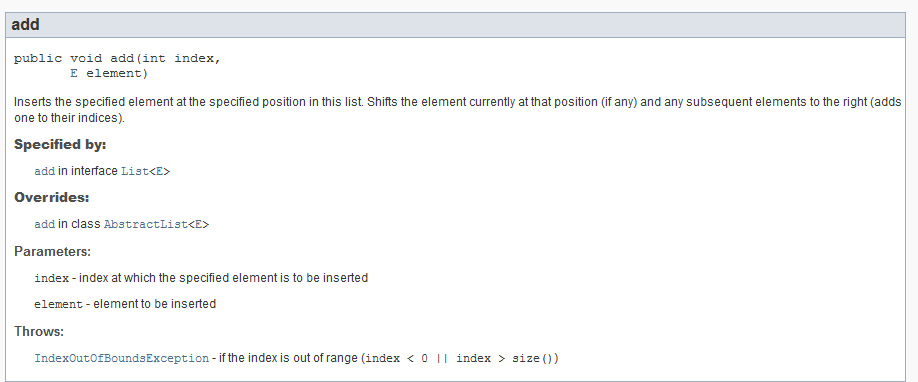 add
public void add(int index,
E element)
Inserts the specified element at the specified position in this list. Shifts the element currently at that position (if any) and any subsequent elements to the right (adds
one to their indices).
Specified by:
add in interface List<E>
Overrides:
add in class AbstractList<E>
Parameters:
index - index at which the specified element is to be inserted
element - element to be inserted
Throws:
IndexOutOfBoundsException - if the index is out of range (index < 0 || index > size())